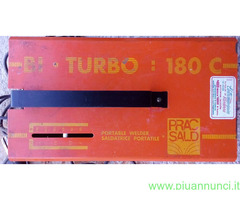 BI - TURBO : 180 C
PRAC
SALD
PORTABLE WELDER
SALDATRICE PORTATILE
www.piuannunci.it